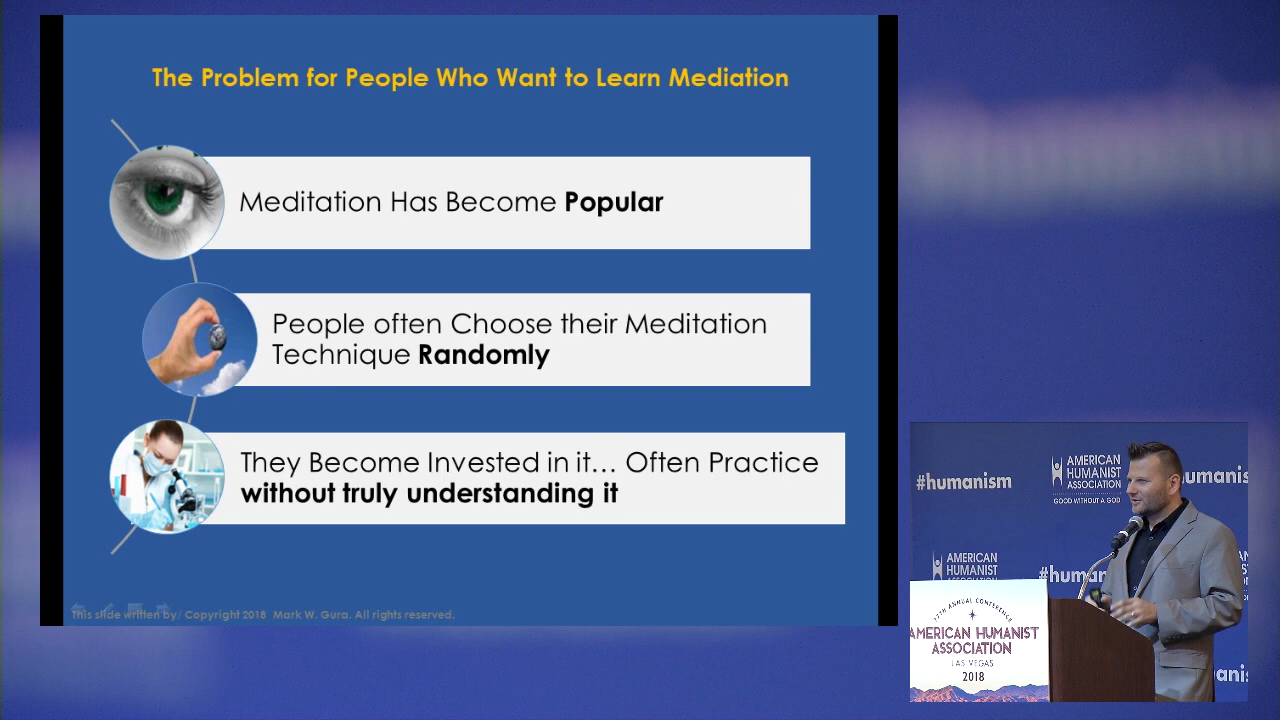 The Problem for People Who Want to Learn Mediation
Meditation Has Become Popular
People often Choose their Meditation
Technique Randomly
They Become Invested in it... Often Practice
without truly understanding it
This slide written by/ Copyright 2018 Mark W. Gura. All rights reserved.
#humanism
AMERICAN
HUMANIST
ASSOCIATION
GOOD WITHOUT A GOD
umanis
AMERICAN
HUMANIST
#human
77TH ANNUAL CONFERENCE
AMERICAN HUMANIST
ASSOCIATION
LAS VEGAS
2018
anis